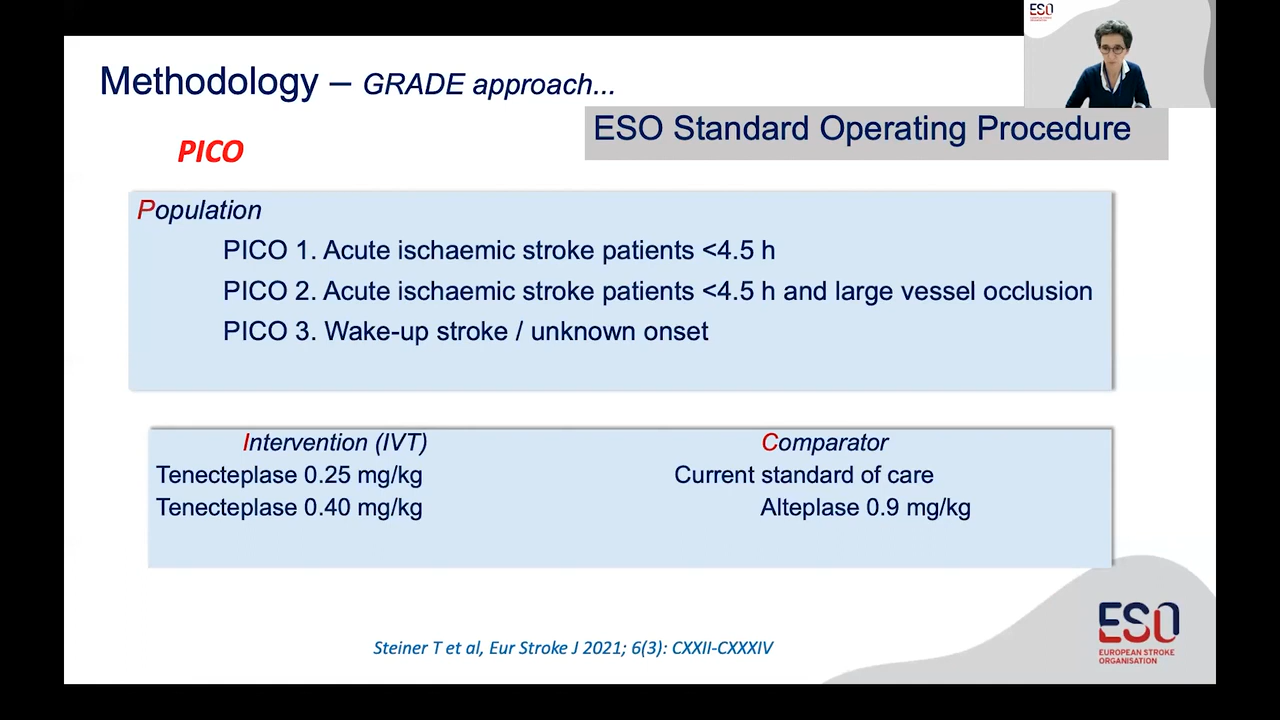 ESO
Methodology – GRADE approach...
ESO Standard Operating Procedure
PICO
Population
PICO 1. Acute ischaemic stroke patients <4.5 h
PICO 2. Acute ischaemic stroke patients <4.5 h and large vessel occlusion
PICO 3. Wake-up stroke / unknown onset
Intervention (IVT)
Comparator
Tenecteplase 0.25 mg/kg
Current standard of care
Tenecteplase 0.40 mg/kg
Alteplase 0.9 mg/kg
Steiner T et al, Eur Stroke J 2021; 6(3): CXXII-CXXXIV
ESO
EUROPEAN STROKE
ORGANISATION